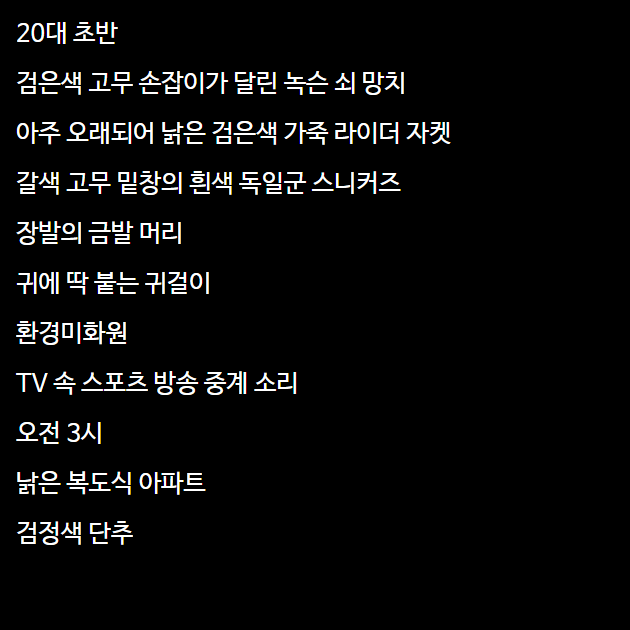 20대 초반
검은색 고무 손잡이가 달린 녹슨 쇠 망치
아주 오래되어 낡은 검은색 가죽 라이더 자켓
갈색 고무 밑창의 흰색 독일군 스니커즈
장발의 금발 머리
귀에 딱 붙는 귀걸이
환경미화원
TV 속 스포츠 방송 중계 소리
오전 3시
낡은 복도식 아파트
검정색 단추